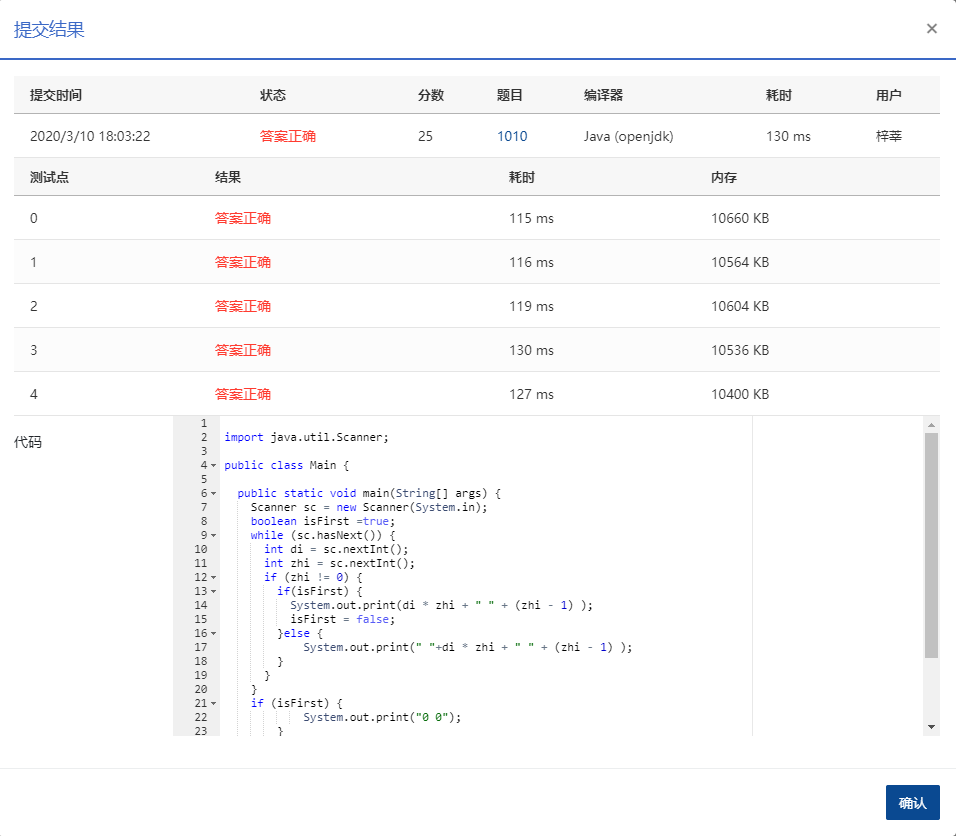 提交结果 ×
提交时间 状态 分数 题目 编译器 耗时 用户
2020/3/10 18:03:22 答案正确 25 1010 Java (openjdk) 130 ms 梓莘
测试点 结果 耗时 内存
0 答案正确 115 ms 10660 KB
1 答案正确 116 ms 10564 KB
2 答案正确 119 ms 10604 KB
3 答案正确 130 ms 10536 KB
4 答案正确 127 ms 10400 KB
代码
1
2 import java.util.Scanner;
3
4 public class Main {
5
6 public static void main(String[] args) {
7 Scanner sc = new Scanner(System.in);
8 boolean isFirst =true;
9 while (sc.hasNext()) {
10 int di = sc.nextInt();
11 int zhi = sc.nextInt();
12 if (zhi != 0) {
13 if(isFirst) {
14 System.out.print(di * zhi + " " + (zhi - 1) );
15 isFirst = false;
16 }else {
17 System.out.print(" "+di * zhi + " " + (zhi - 1) );
18 }
19 }
20 }
21 if (isFirst) {
22 System.out.print("0 0");
23 }
确认